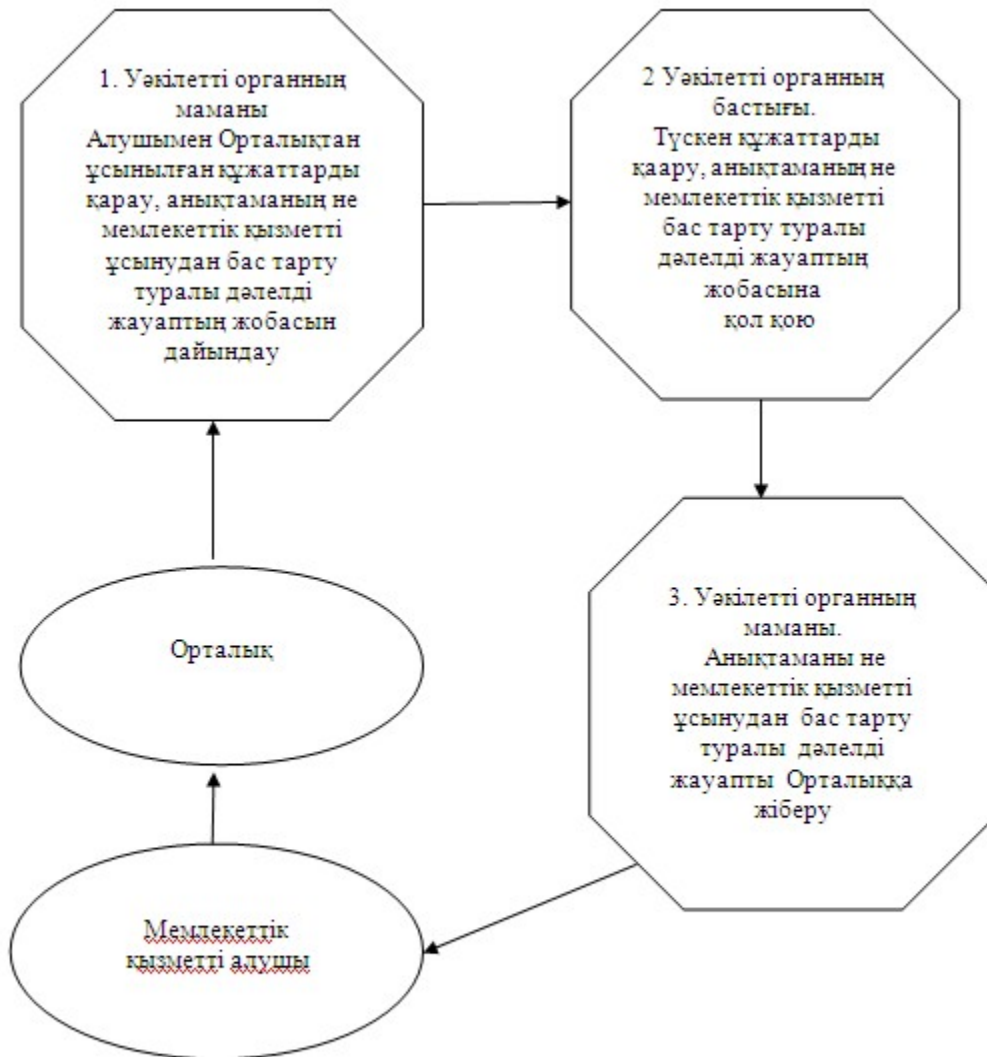 1. Уәкілетті органның
маманы
Алушымен Орталықтан
ұсынылған құжаттарды
қарау, анықтаманың не
мемлекеттік қызметті
ұсынудан бас тарту
туралы дәлелді
жауаптың жобасын
дайындау
2 Уәкілетті органның
бастығы.
Түскен құжаттарды
қаару, анықтаманың не
мемлекеттік қызметті
бас тарту туралы
дәлелді жауаптың
жобасына
қол қою
3. Уәкілетті органның
маманы.
Анықтаманы не
мемлекеттік қызметті
ұсынудан бас тарту
туралы дәлелді
жауапты Орталыққа
жіберу
Орталық
Мемлекеттік
қызметті алушы